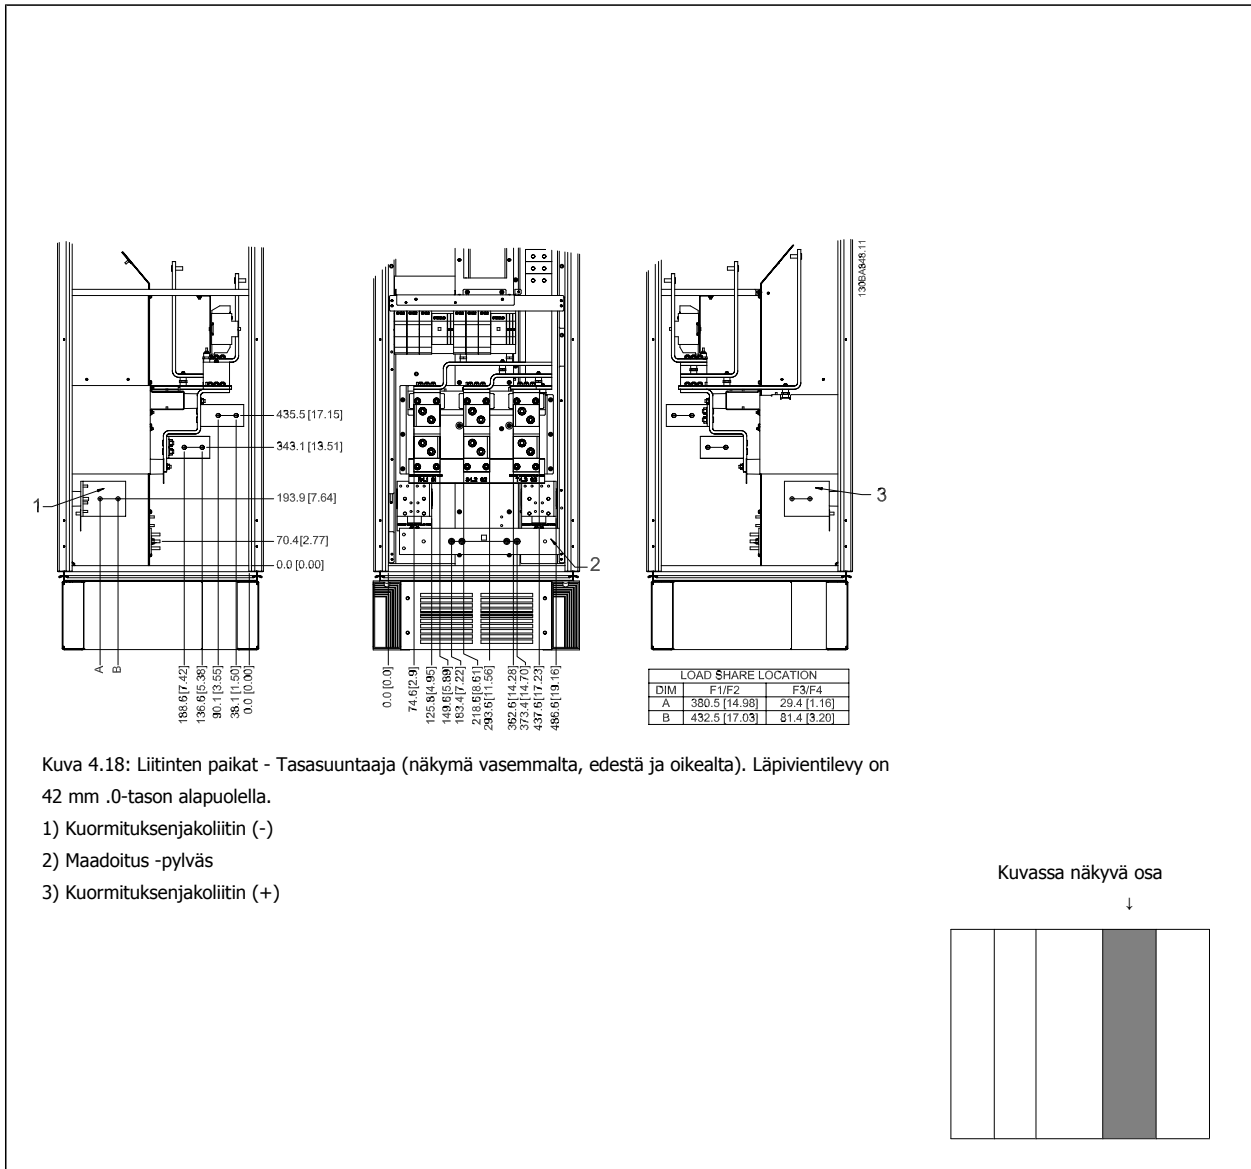 130BA848.11
435.5 [17.15]
343.1 [13.51]
193.9 [7.64]
70.4[2.77]
0.0 [0.00]
1
2
3
A
B
188.6[7.42]
136.6[5.38]
90.1 [3.55]
38.1 [1.50]
0.0 [0.00]
0.0 [0.0]
74.6[2.9]
125.8[4.95]
149.6[5.89]
183.4[7.22]
218.6[8.61]
293.6[11.56]
362.6[14.28]
373.4[14.70]
437.6[17.23]
486.6[19.16]
LOAD SHARE LOCATION
DIM F1/F2 F3/F4
A 380.5 [14.98] 29.4 [1.16]
B 432.5 [17.03] 81.4 [3.20]
Kuva 4.18: Liitinten paikat - Tasasuuntaaja (näkymä vasemmalta, edestä ja oikealta). Läpivientilevy on
42 mm .0-tason alapuolella.
1) Kuormituksenjakoliitin (-)
2) Maadoitus -pylväs
3) Kuormituksenjakoliitin (+)
Kuvassa näkyvä osa
↓